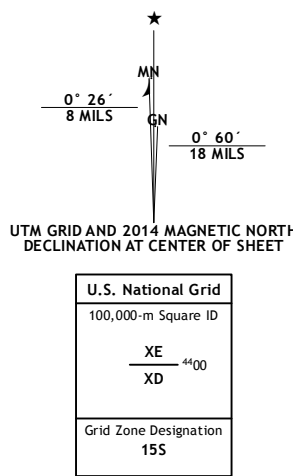 ★
MN
0° 26´
8 MILS
GN
0° 60´
18 MILS
UTM GRID AND 2014 MAGNETIC NORTH
DECLINATION AT CENTER OF SHEET
U.S. National Grid
100,000-m Square ID
XE
4400
XD
Grid Zone Designation
15S